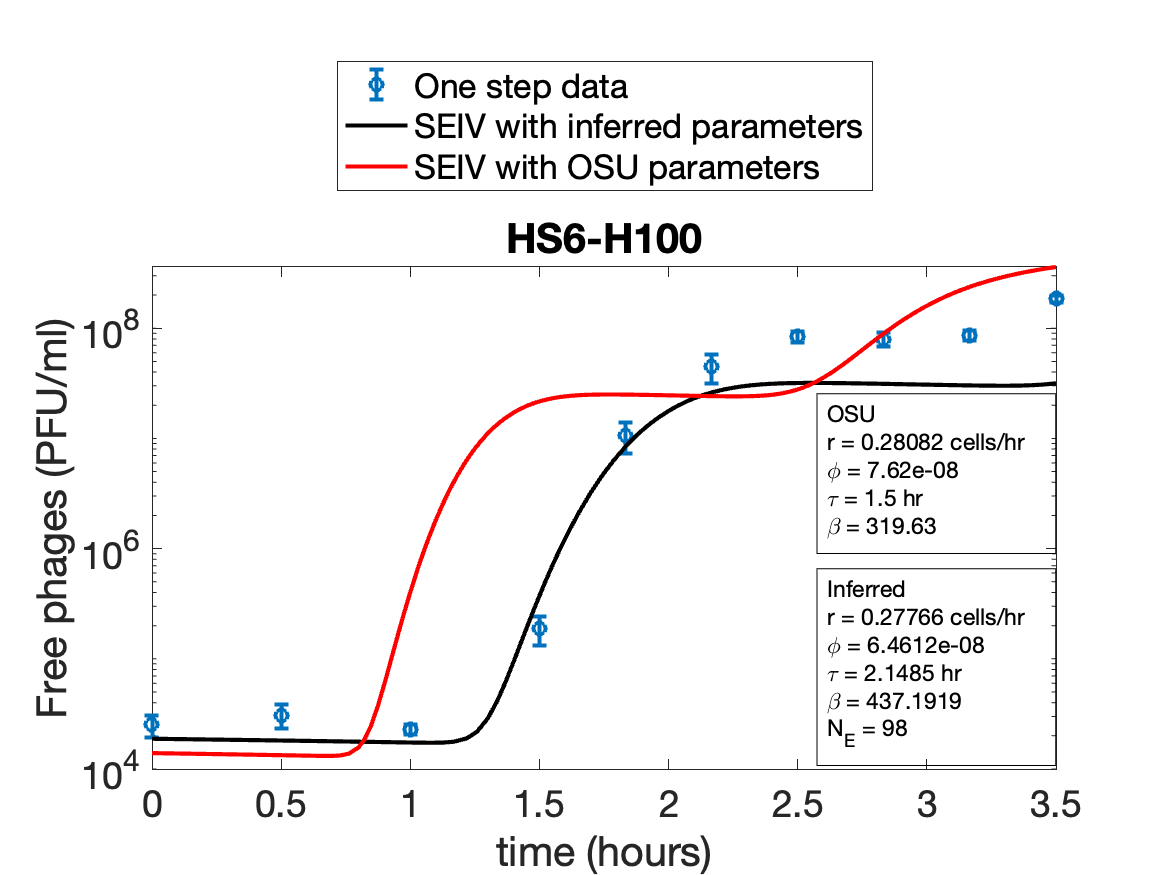 One step data
SEIV with inferred parameters
SEIV with OSU parameters
HS6-H100
Free phages (PFU/ml)
10^8
10^6
10^4
0 0.5 1 1.5 2 2.5 3 3.5
time (hours)
OSU
r = 0.28082 cells/hr
ϕ = 7.62e-08
τ = 1.5 hr
β = 319.63
Inferred
r = 0.27766 cells/hr
ϕ = 6.4612e-08
τ = 2.1485 hr
β = 437.1919
N_E = 98